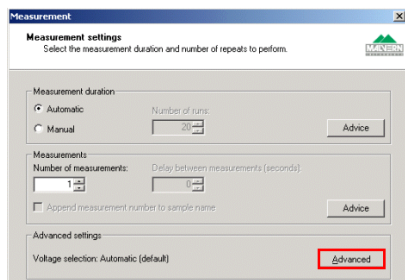 Measurement
Measurement settings
Select the measurement duration and number of repeats to perform.
MALVERN
Measurement duration
Automatic
Number of runs:
Manual
20
Advice
Measurements
Number of measurements:
Delay between measurements (seconds)
1
0
Append measurement number to sample name
Advice
Advanced settings
Voltage selection: Automatic (default)
Advanced